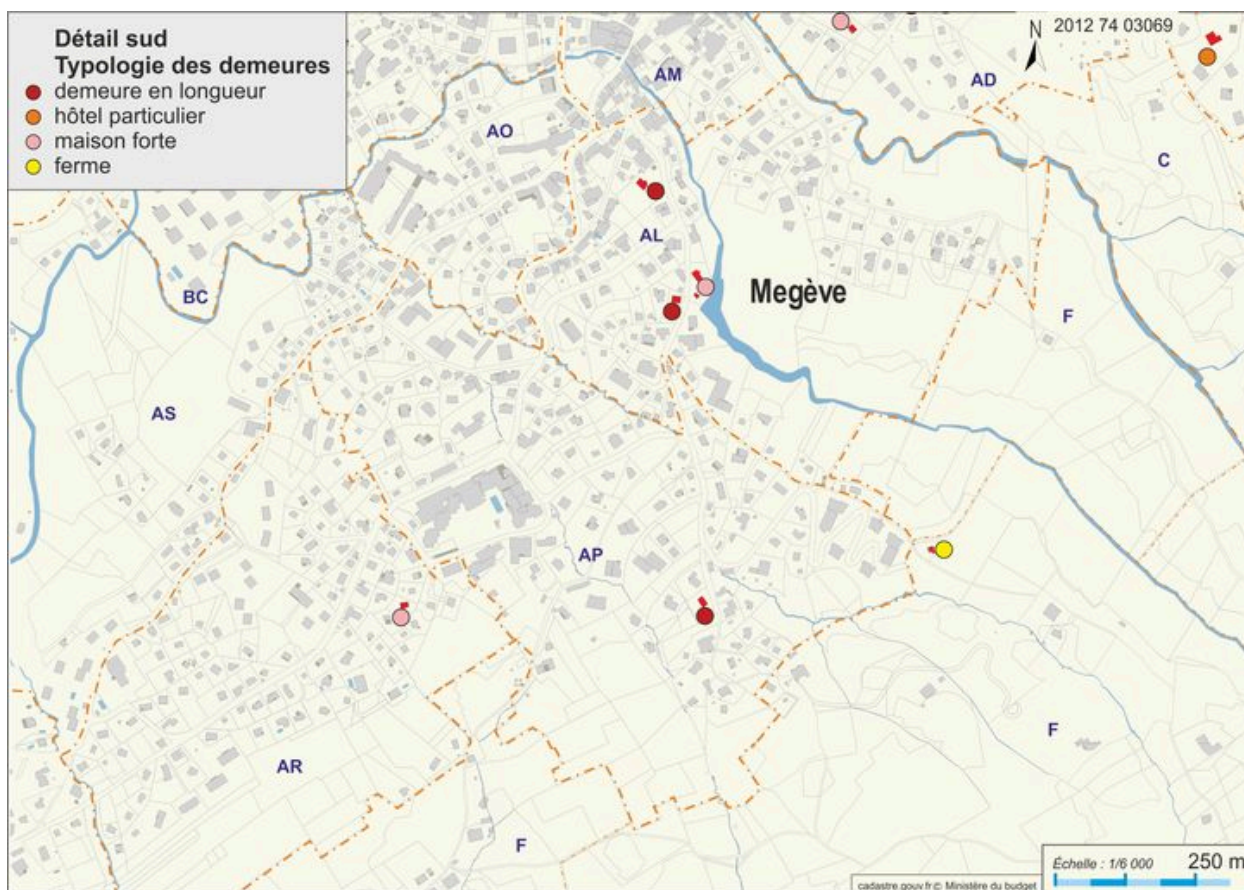 Détail sud
Typologie des demeures
demeure en longueur
hôtel particulier
maison forte
ferme
N
2012 74 03069
AM
AD
AO
C
AL
BC
Megève
F
AS
AP
F
AR
F
Échelle : 1/6 000
250 m
cadastre.gouv.fr © Ministère du budget